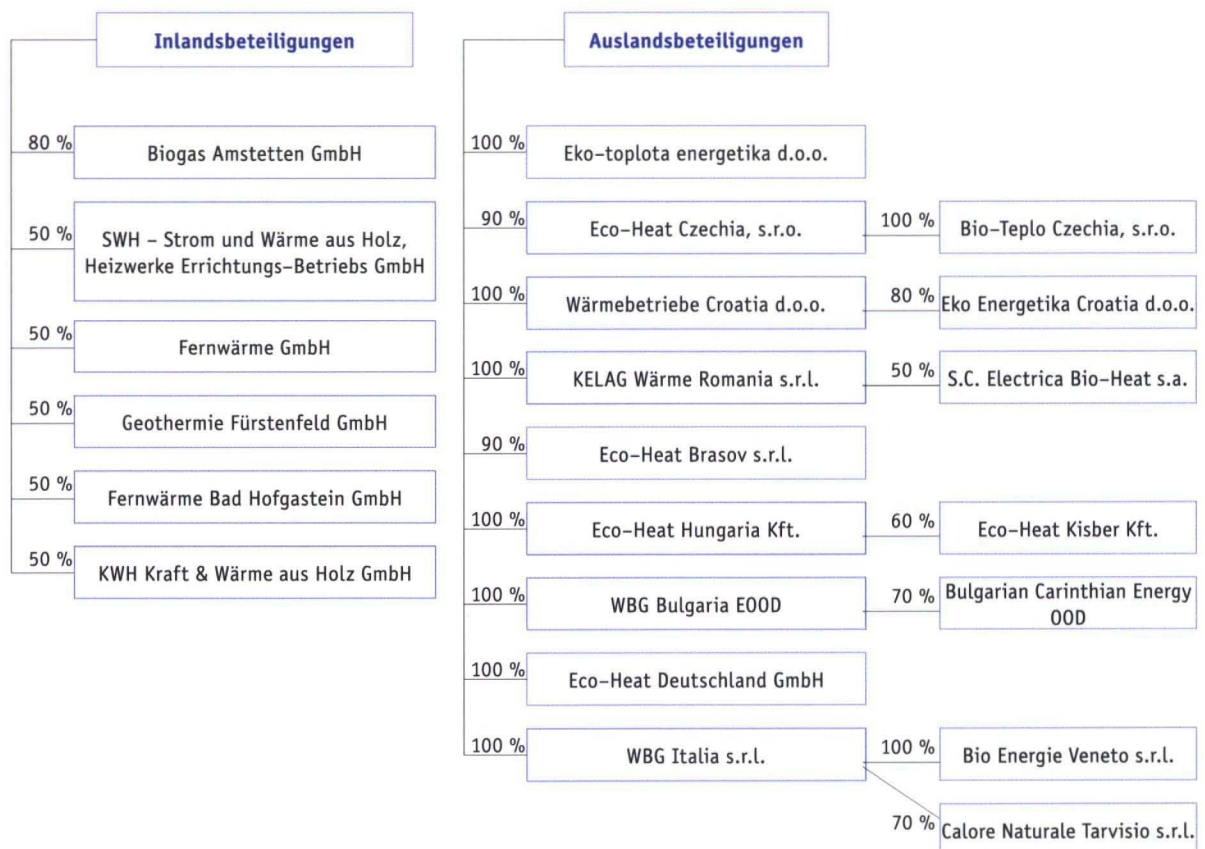 Inlandsbeteiligungen
80 %
Biogas Amstetten GmbH
50 %
SWH – Strom und Wärme aus Holz,
Heizwerke Errichtungs–Betriebs GmbH
50 %
Fernwärme GmbH
50 %
Geothermie Fürstenfeld GmbH
50 %
Fernwärme Bad Hofgastein GmbH
50 %
KWH Kraft & Wärme aus Holz GmbH
Auslandsbeteiligungen
100 %
Eko–toplota energetika d.o.o.
90 %
Eco–Heat Czechia, s.r.o.
100 %
Bio–Teplo Czechia, s.r.o.
100 %
Wärmebetriebe Croatia d.o.o.
80 %
Eko Energetika Croatia d.o.o.
100 %
KELAG Wärme Romania s.r.l.
50 %
S.C. Electrica Bio–Heat s.a.
90 %
Eco–Heat Brasov s.r.l.
100 %
Eco–Heat Hungaria Kft.
60 %
Eco–Heat Kisber Kft.
100 %
WBG Bulgaria EOOD
70 %
Bulgarian Carinthian Energy
OOD
100 %
Eco–Heat Deutschland GmbH
100 %
WBG Italia s.r.l.
100 %
Bio Energie Veneto s.r.l.
70 %
Calore Naturale Tarvisio s.r.l.